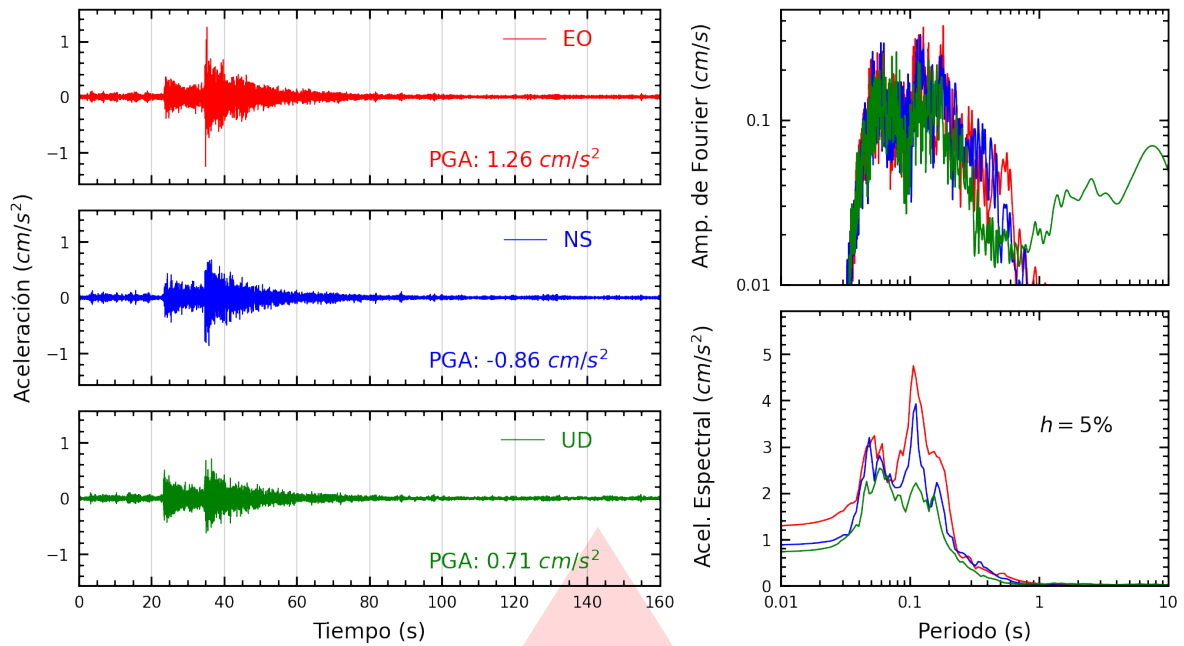 Aceleración (cm/s²)
1
0
−1
EO
PGA: 1.26 cm/s²
1
0
−1
NS
PGA: -0.86 cm/s²
1
0
−1
UD
PGA: 0.71 cm/s²
0 20 40 60 80 100 120 140 160
Tiempo (s)
Amp. de Fourier (cm/s)
0.1
0.01
Acel. Espectral (cm/s²)
5
4
3
2
1
0
h = 5%
0.01 0.1 1 10
Periodo (s)